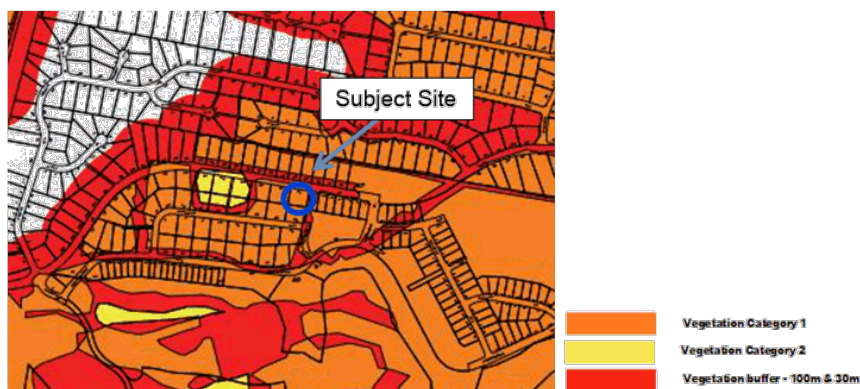 Subject Site
Vegetation Category 1
Vegetation Category 2
Vegetation buffer - 100m & 30m